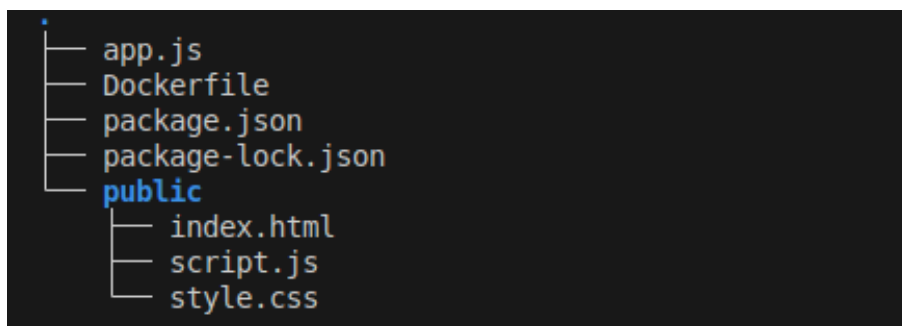 .
├── app.js
├── Dockerfile
├── package.json
├── package-lock.json
└── public
    ├── index.html
    ├── script.js
    └── style.css